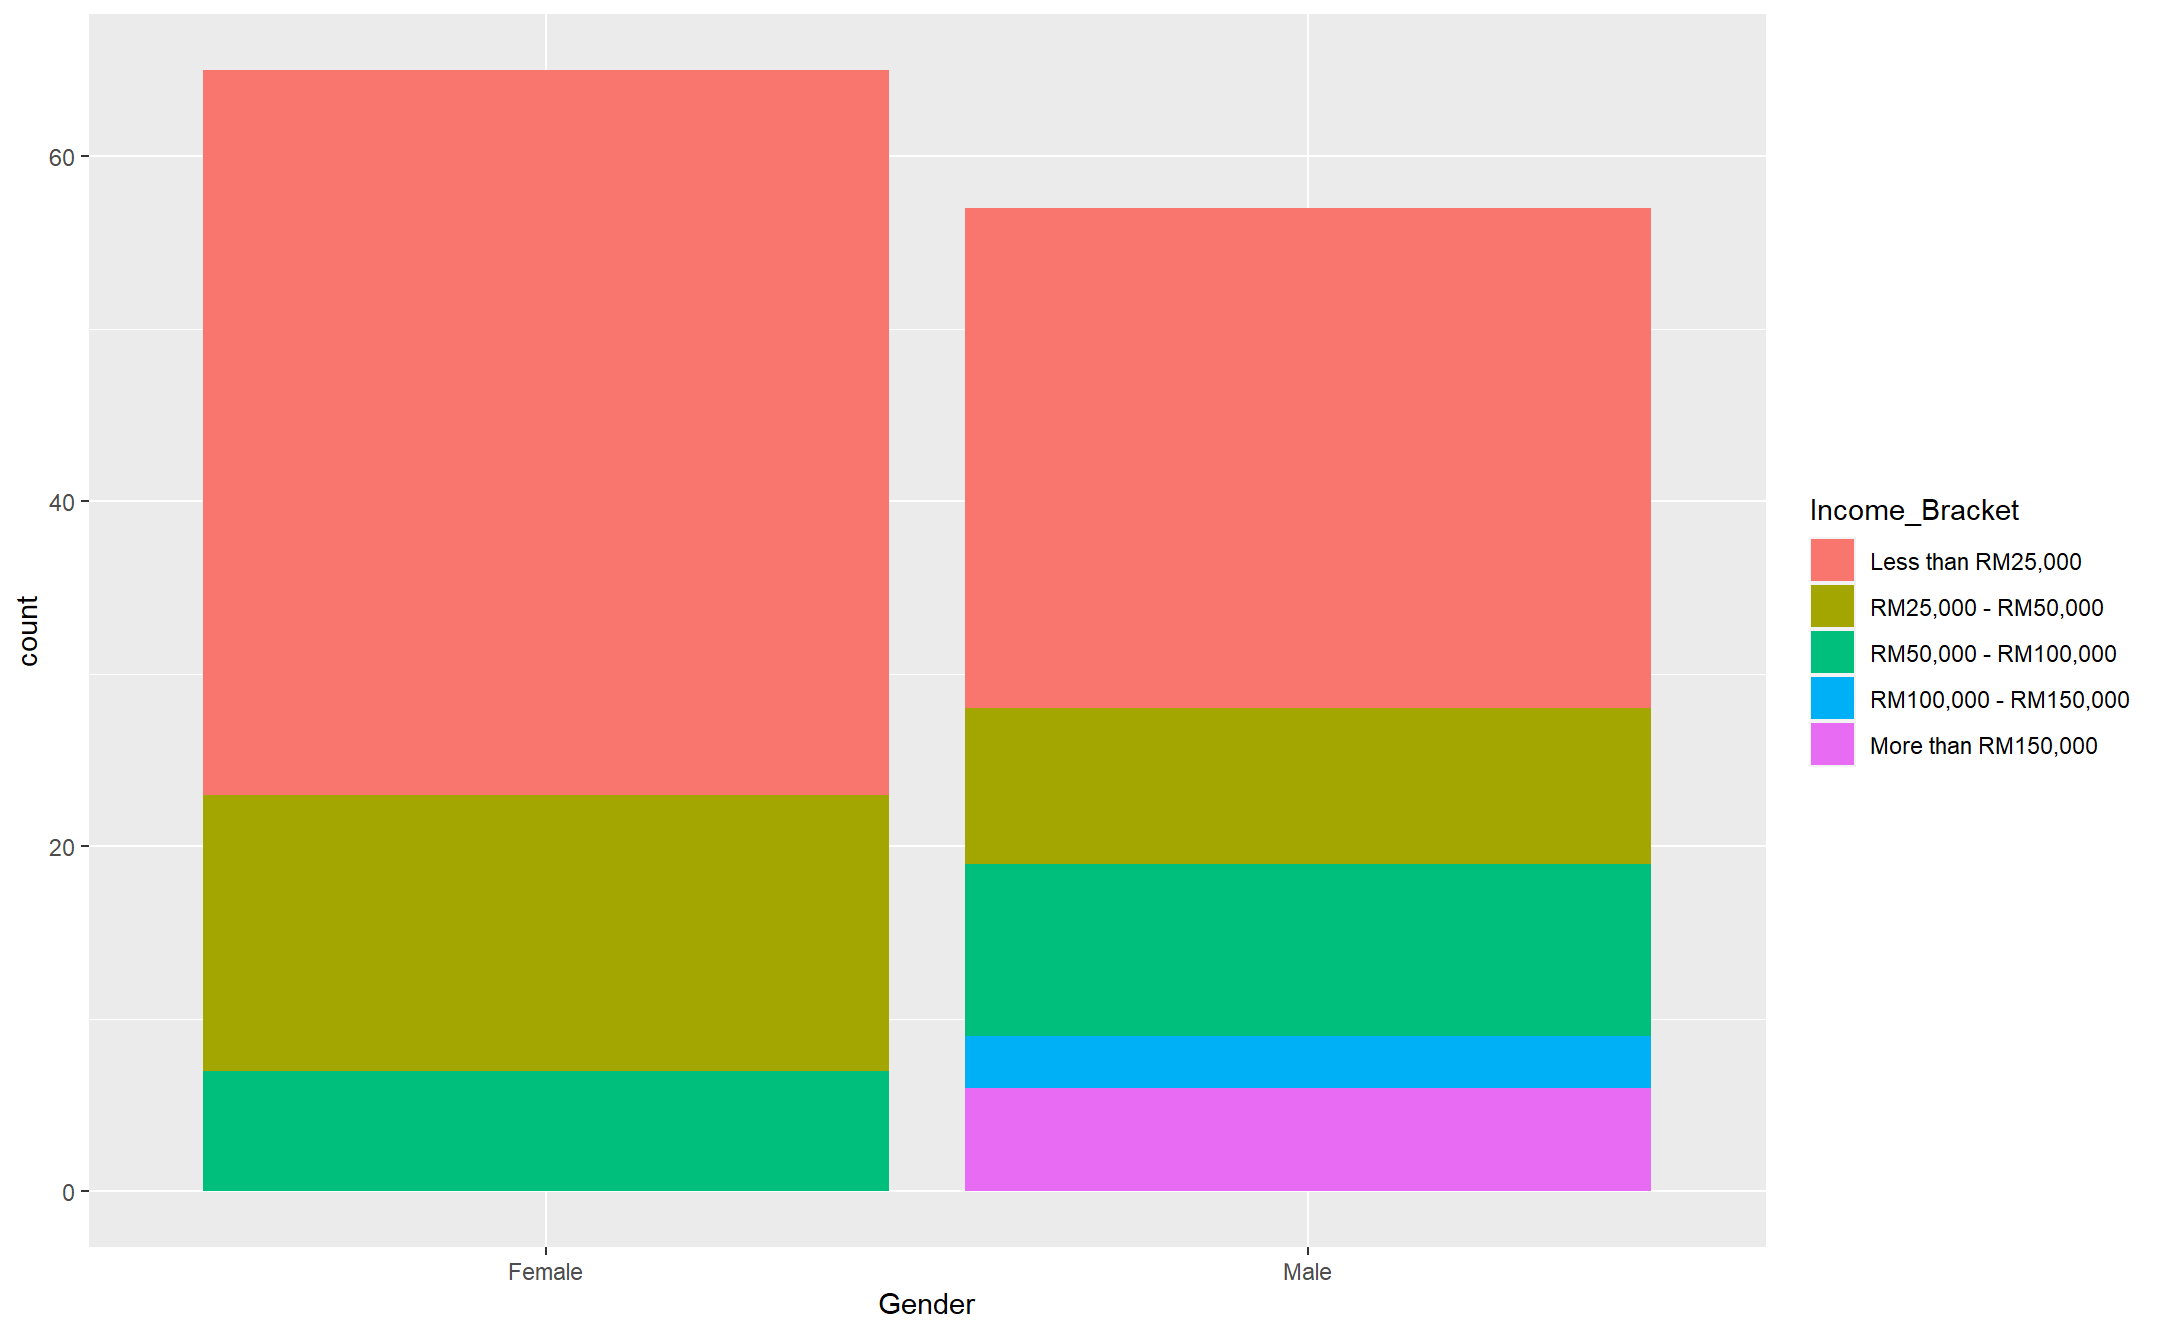 60
40
20
0
count
Female
Male
Gender
Income_Bracket
Less than RM25,000
RM25,000 - RM50,000
RM50,000 - RM100,000
RM100,000 - RM150,000
More than RM150,000